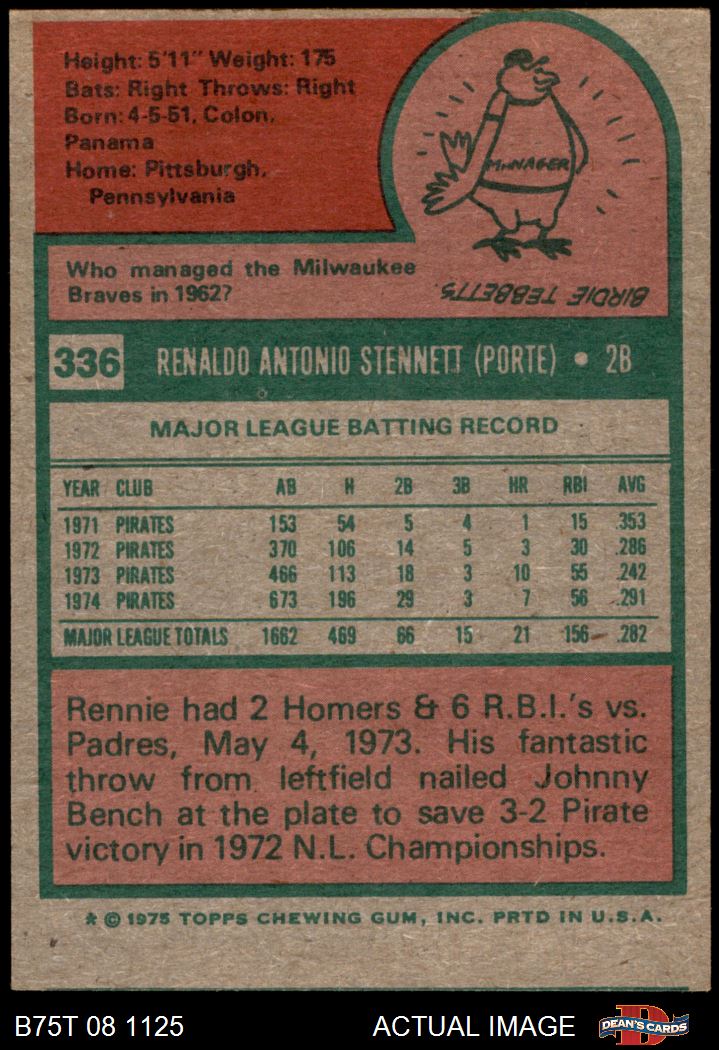 Height: 5'11" Weight: 175
Bats: Right Throws: Right
Born: 4-5-51, Colon,
Panama
Home: Pittsburgh,
Pennsylvania
MANAGER
Who managed the Milwaukee
Braves in 1962?
BIRDIE TEBBETTS.
336 RENALDO ANTONIO STENNETT (PORTE) • 2B
MAJOR LEAGUE BATTING RECORD
YEAR CLUB AB H 2B 3B HR RBI AVG
1971 PIRATES 153 54 5 4 1 15 .353
1972 PIRATES 370 106 14 5 3 30 .286
1973 PIRATES 466 113 18 3 10 55 .242
1974 PIRATES 673 196 29 3 7 56 .291
MAJOR LEAGUE TOTALS 1662 469 66 15 21 156 .282
Rennie had 2 Homers & 6 R.B.I.'s vs.
Padres, May 4, 1973. His fantastic
throw from leftfield nailed Johnny
Bench at the plate to save 3-2 Pirate
victory in 1972 N.L. Championships.
* © 1975 TOPPS CHEWING GUM, INC. PRTD IN U.S.A.
B75T 08 1125 ACTUAL IMAGE D DEAN'S CARDS